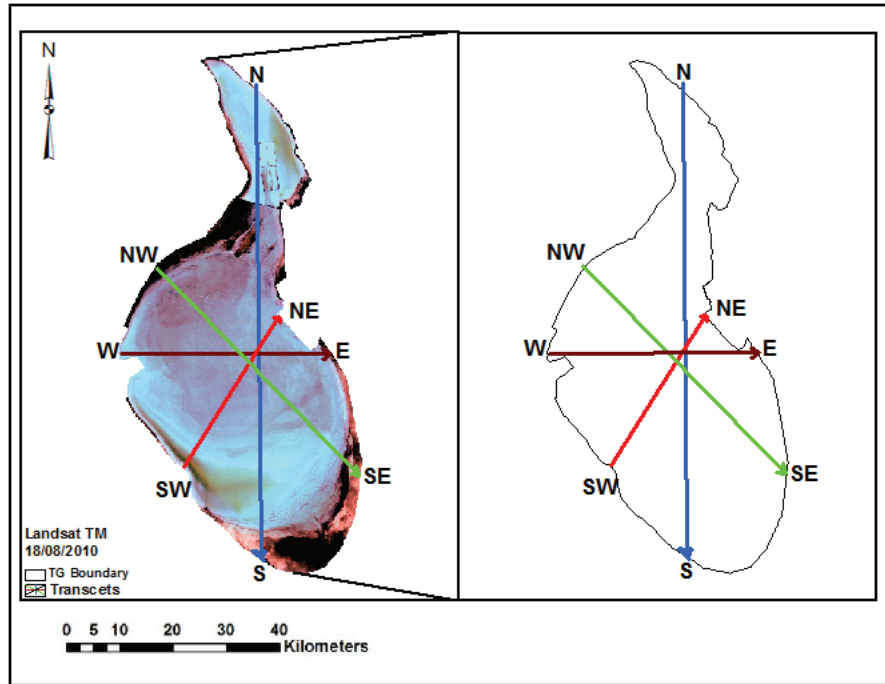 N
N
NW
NE
W
E
SW
SE
S
Landsat TM
18/08/2010
TG Boundary
Transcets
N
NW
NE
W
E
SW
SE
S
0 5 10 20 30 40
Kilometers